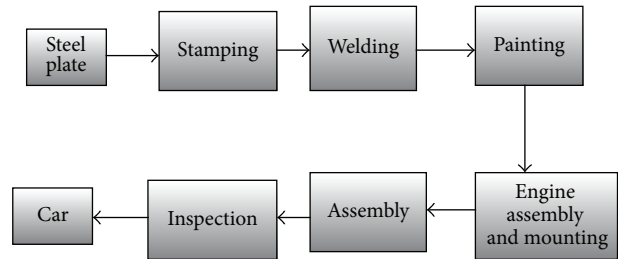 Steel
plate
Stamping
Welding
Painting
Engine
assembly
and mounting
Assembly
Inspection
Car